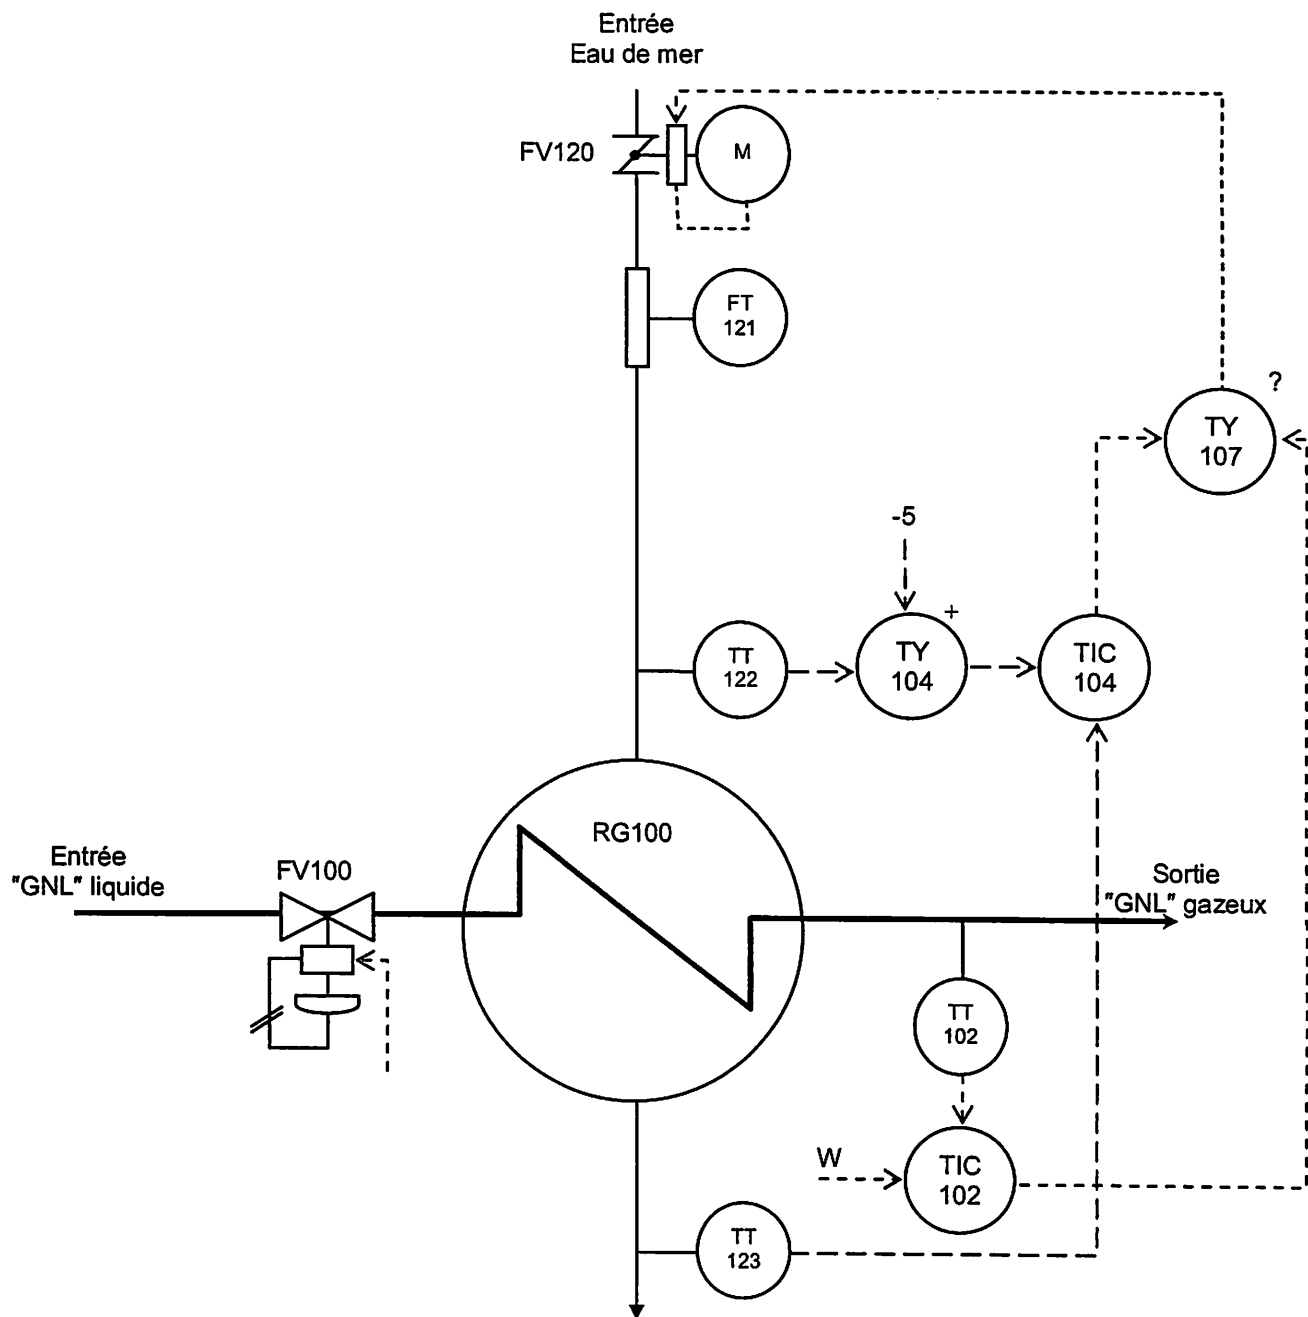 Entrée
Eau de mer
FV120
M
FT
121
?
TY
107
-5
+
TT
122
TY
104
TIC
104
RG100
Entrée
"GNL" liquide
FV100
Sortie
"GNL" gazeux
TT
102
W
TIC
102
TT
123